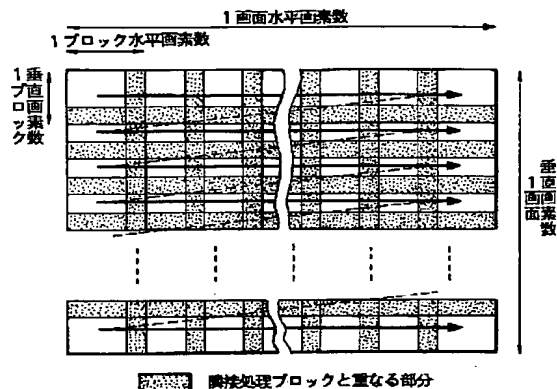 1画面水平画素数
1ブロック水平画素数
1ブロック
垂直画素数
1画面
垂直画素数
隣接処理ブロックと重なる部分